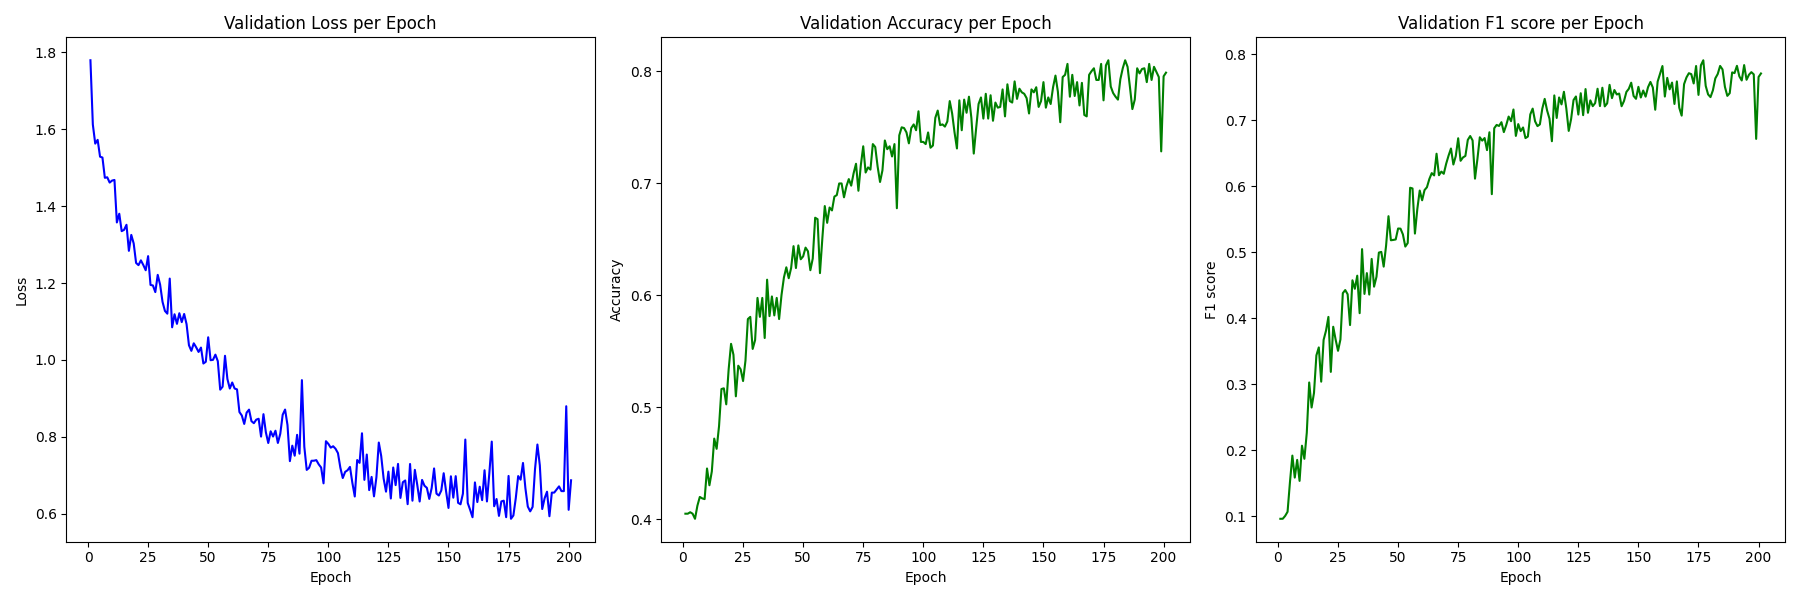 Validation Loss per Epoch
1.8
1.6
1.4
1.2
1.0
0.8
0.6
Loss
0 25 50 75 100 125 150 175 200
Epoch
Validation Accuracy per Epoch
0.8
0.7
0.6
0.5
0.4
Accuracy
0 25 50 75 100 125 150 175 200
Epoch
Validation F1 score per Epoch
0.8
0.7
0.6
0.5
0.4
0.3
0.2
0.1
F1 score
0 25 50 75 100 125 150 175 200
Epoch